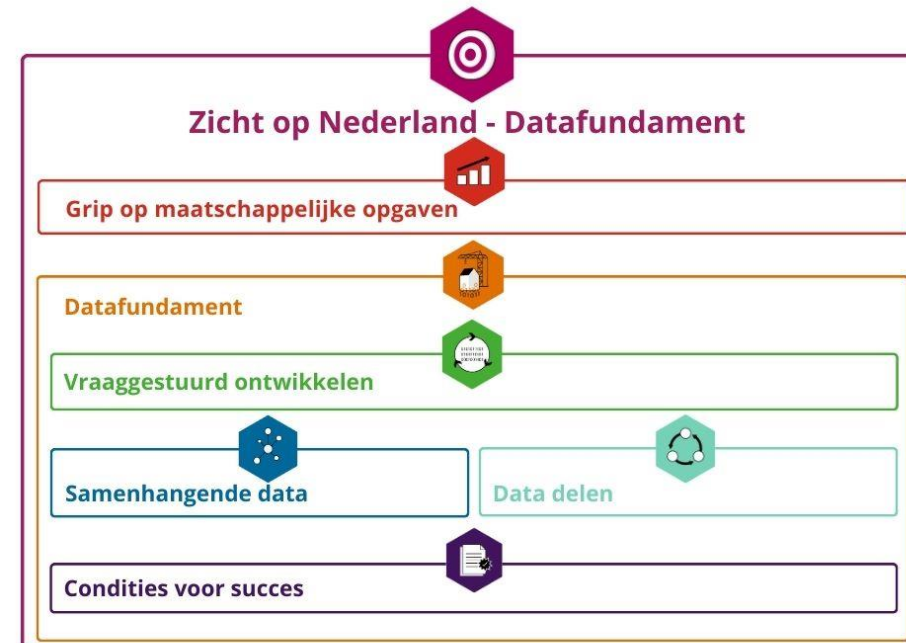 Zicht op Nederland - Datafundament
Grip op maatschappelijke opgaven
Datafundament
Vraaggestuurd ontwikkelen
Samenhangende data
Data delen
Condities voor succes